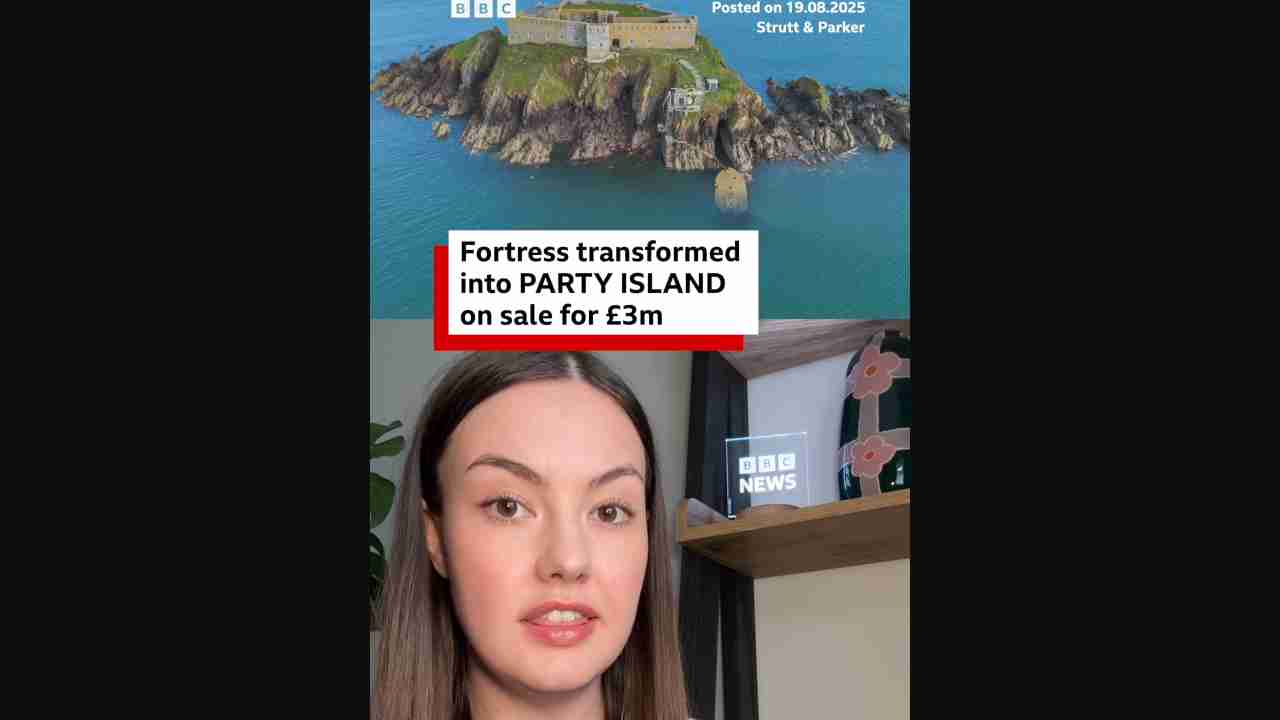 BBC
Posted on 19.08.2025
Strutt & Parker
Fortress transformed
into PARTY ISLAND
on sale for £3m
BBC
NEWS